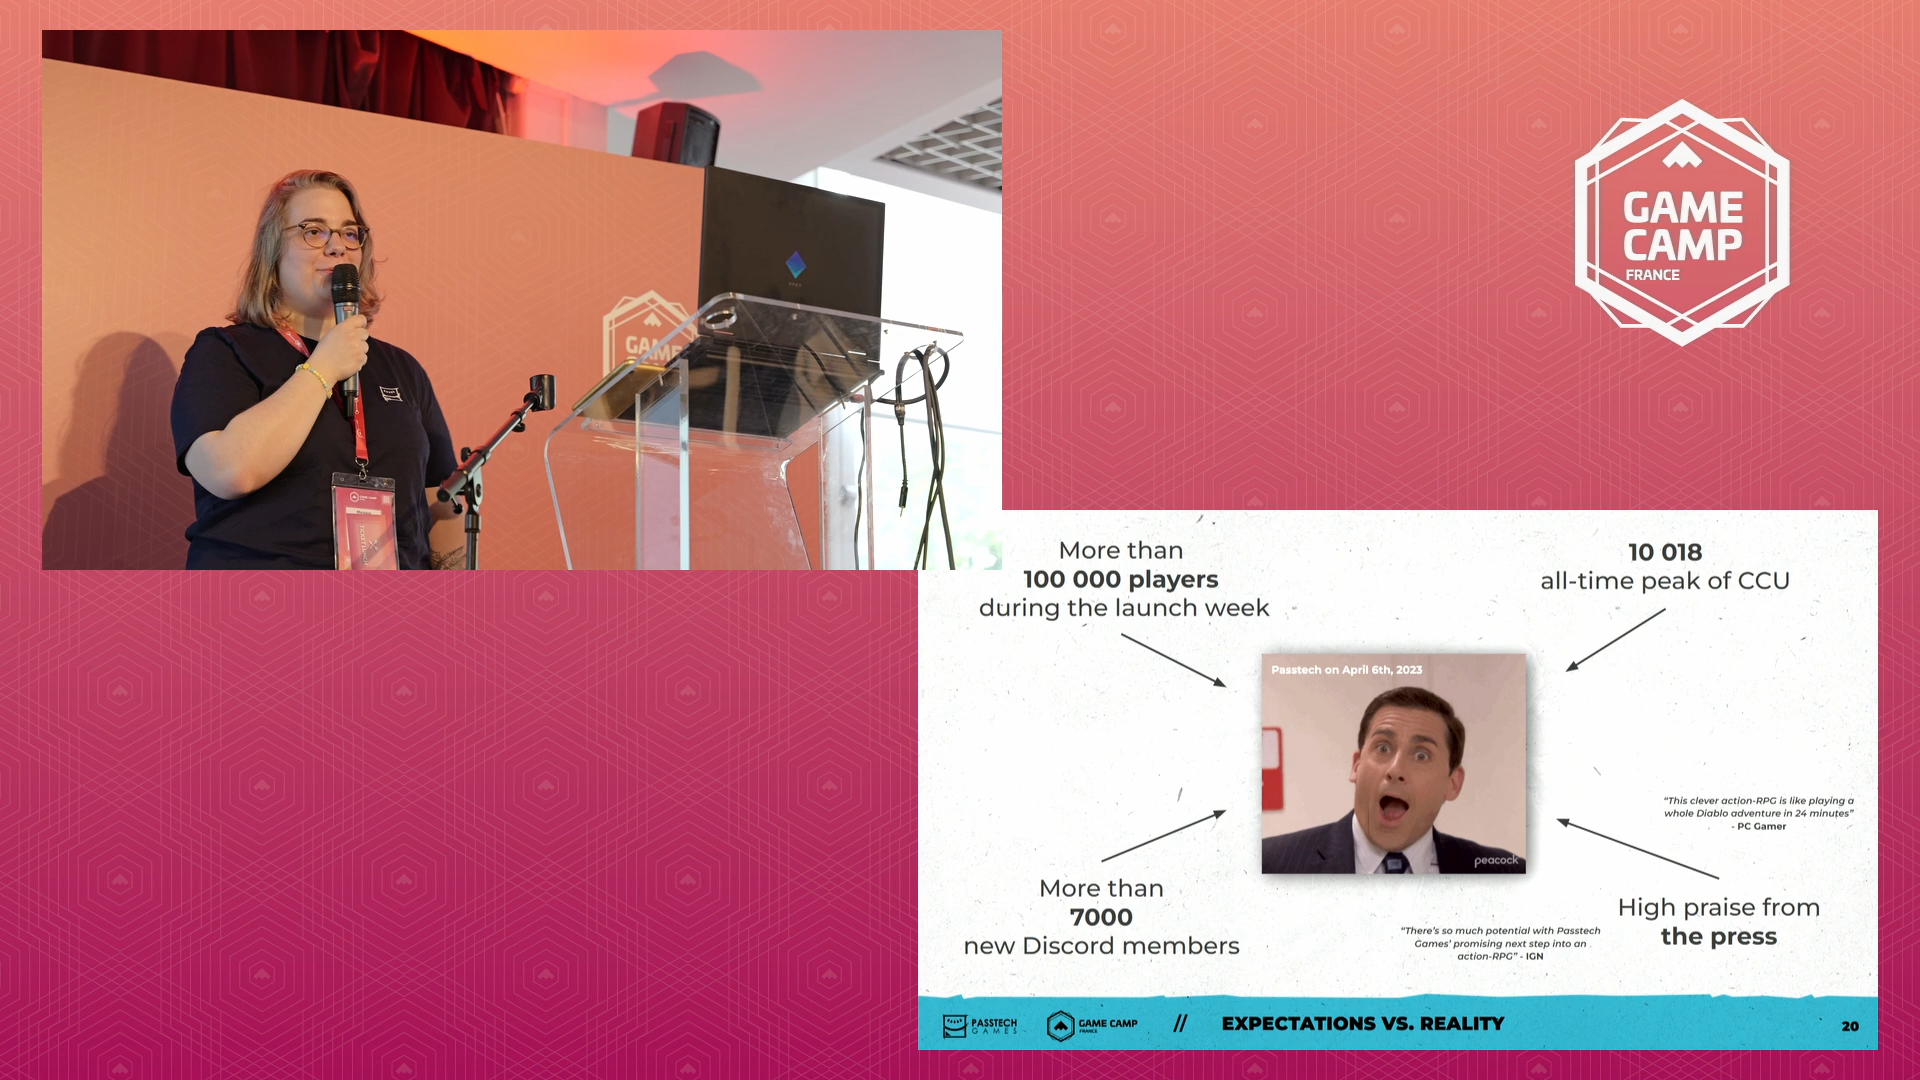 GAME
CAMP
FRANCE
GAME
More than
100 000 players
during the launch week
10 018
all-time peak of CCU
Passtech on April 6th, 2023
peacock
"This clever action-RPG is like playing a
whole Diablo adventure in 24 minutes"
- PC Gamer
More than
7000
new Discord members
"There's so much potential with Passtech
Games' promising next step into an
action-RPG" - IGN
High praise from
the press
PASSTECH
GAMES
GAME CAMP
FRANCE
//
EXPECTATIONS VS. REALITY
20